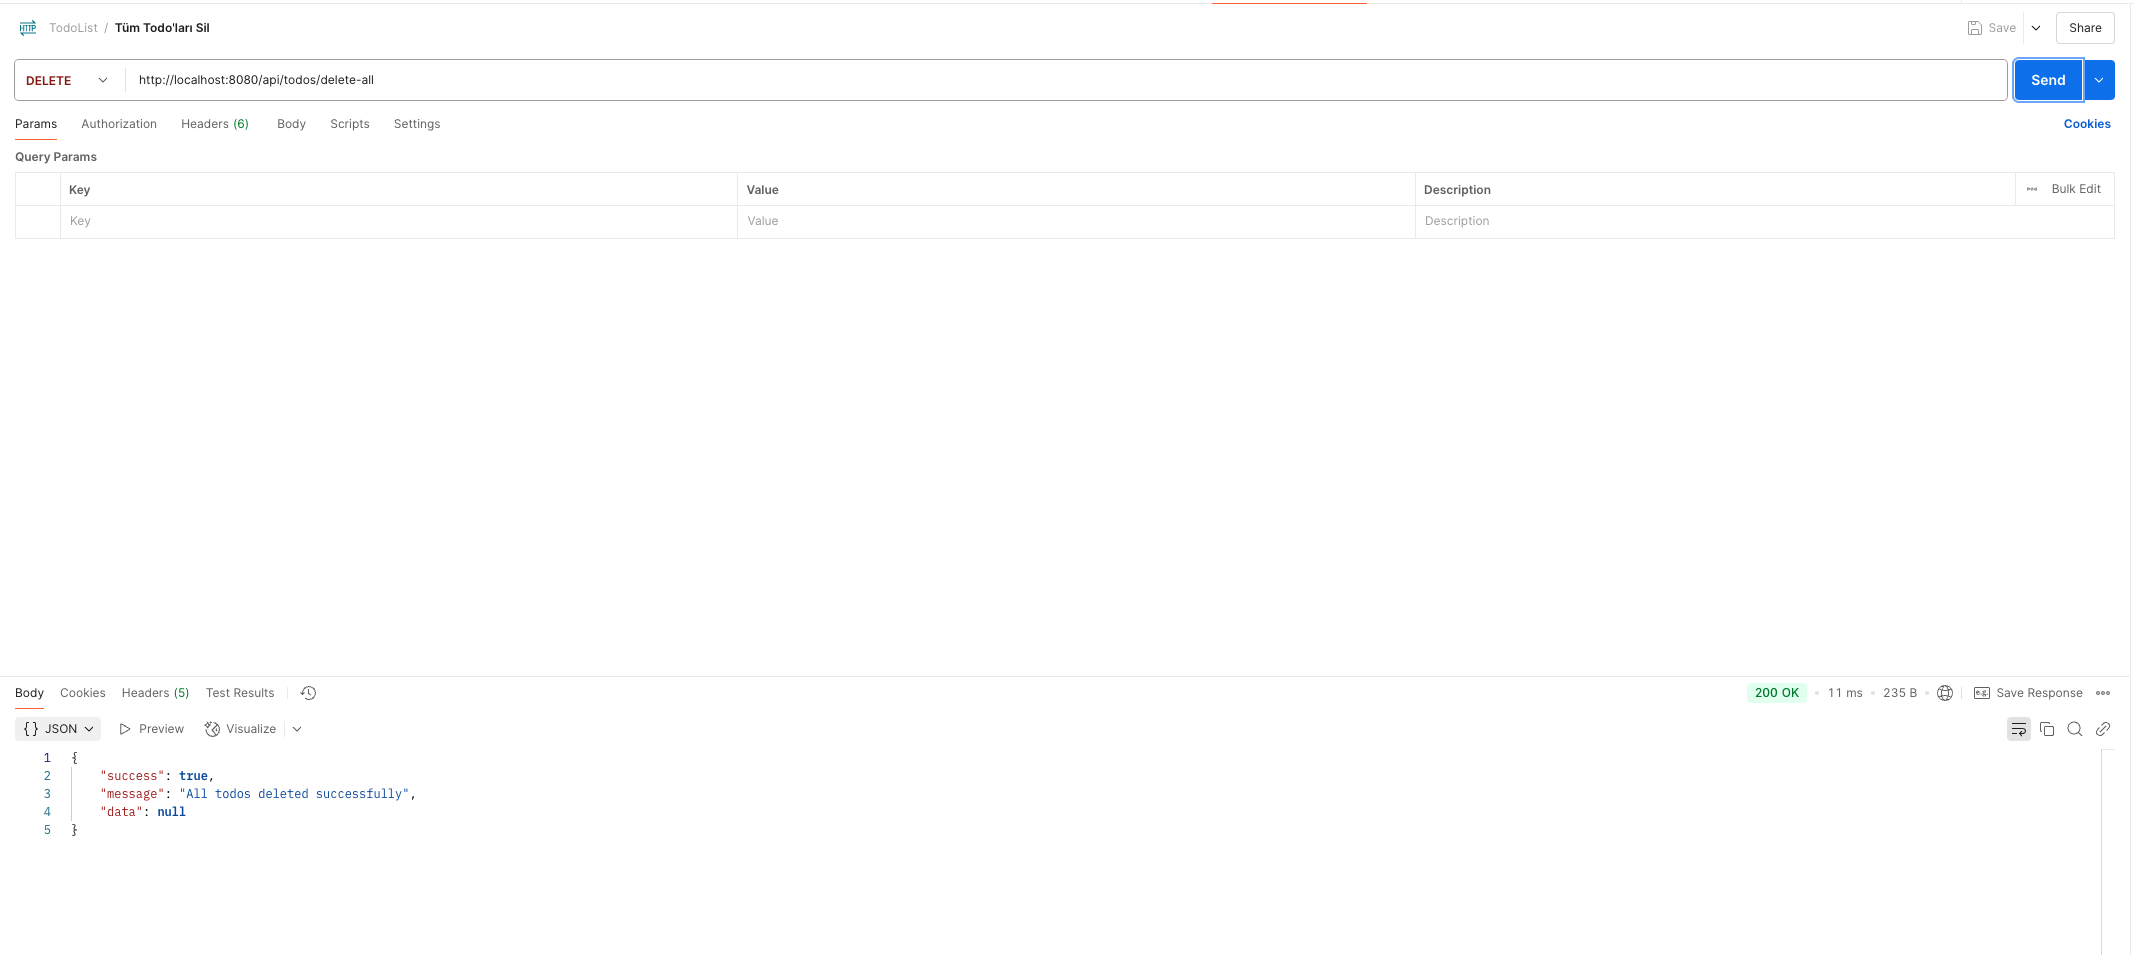 HTTP TodoList / Tüm Todo'ları Sil Save Share
DELETE http://localhost:8080/api/todos/delete-all Send
Params Authorization Headers (6) Body Scripts Settings Cookies
Query Params
Key Value Description Bulk Edit
Key Value Description
Body Cookies Headers (5) Test Results 200 OK • 11 ms • 235 B • e.g. Save Response
{} JSON Preview Visualize
1 {
2 "success": true,
3 "message": "All todos deleted successfully",
4 "data": null
5 }